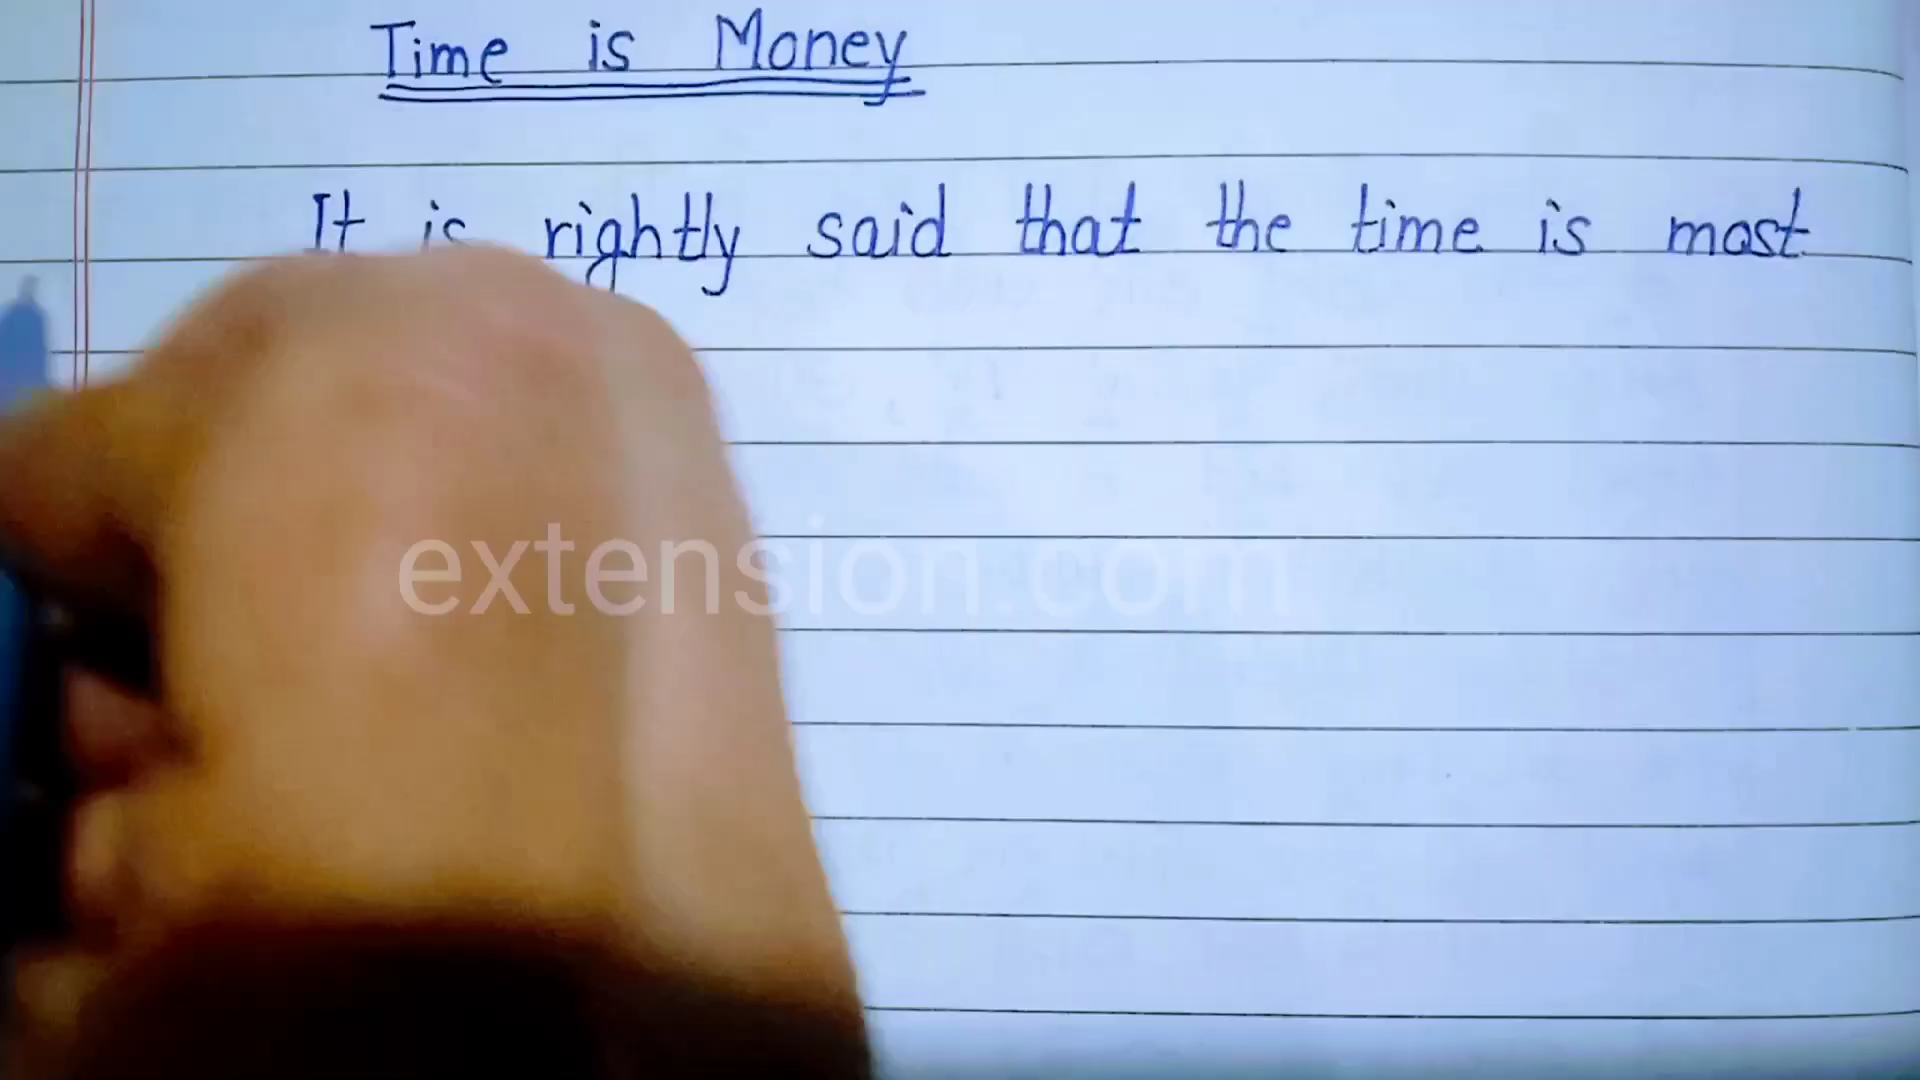 Time is Money
It is rightly said that the time is most
extension.com